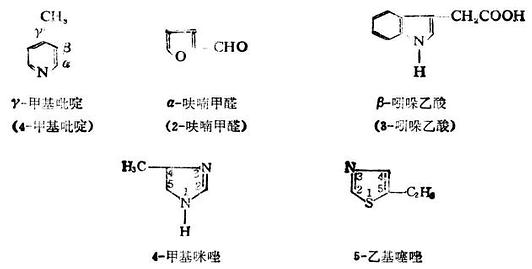 CH₃
γ
β
α
N
γ-甲基吡啶
(4-甲基吡啶)
O
CHO
α-呋喃甲醛
(2-呋喃甲醛)
CH₂COOH
N
H
β-吲哚乙酸
(3-吲哚乙酸)
H₃C
4
3
N
5
1
2
N
H
4-甲基咪唑
N
3
4
2
1
5
S
C₂H₅
5-乙基噻唑